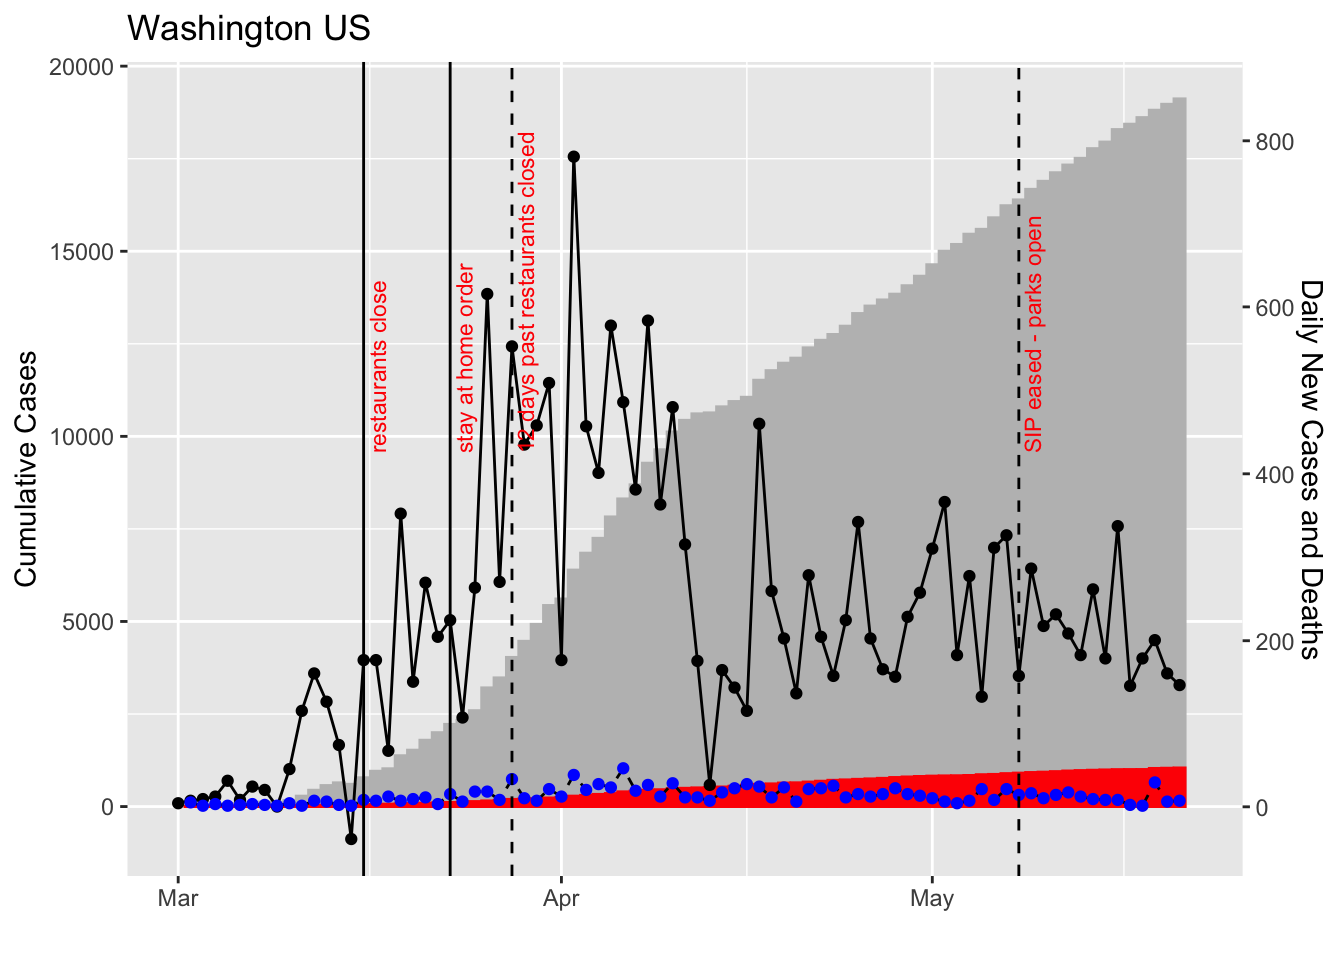 Washington US
20000
15000
10000
5000
0
Cumulative Cases
restaurants close
stay at home order
12 days past restaurants closed
SIP eased - parks open
800
600
400
200
0
Daily New Cases and Deaths
Mar
Apr
May